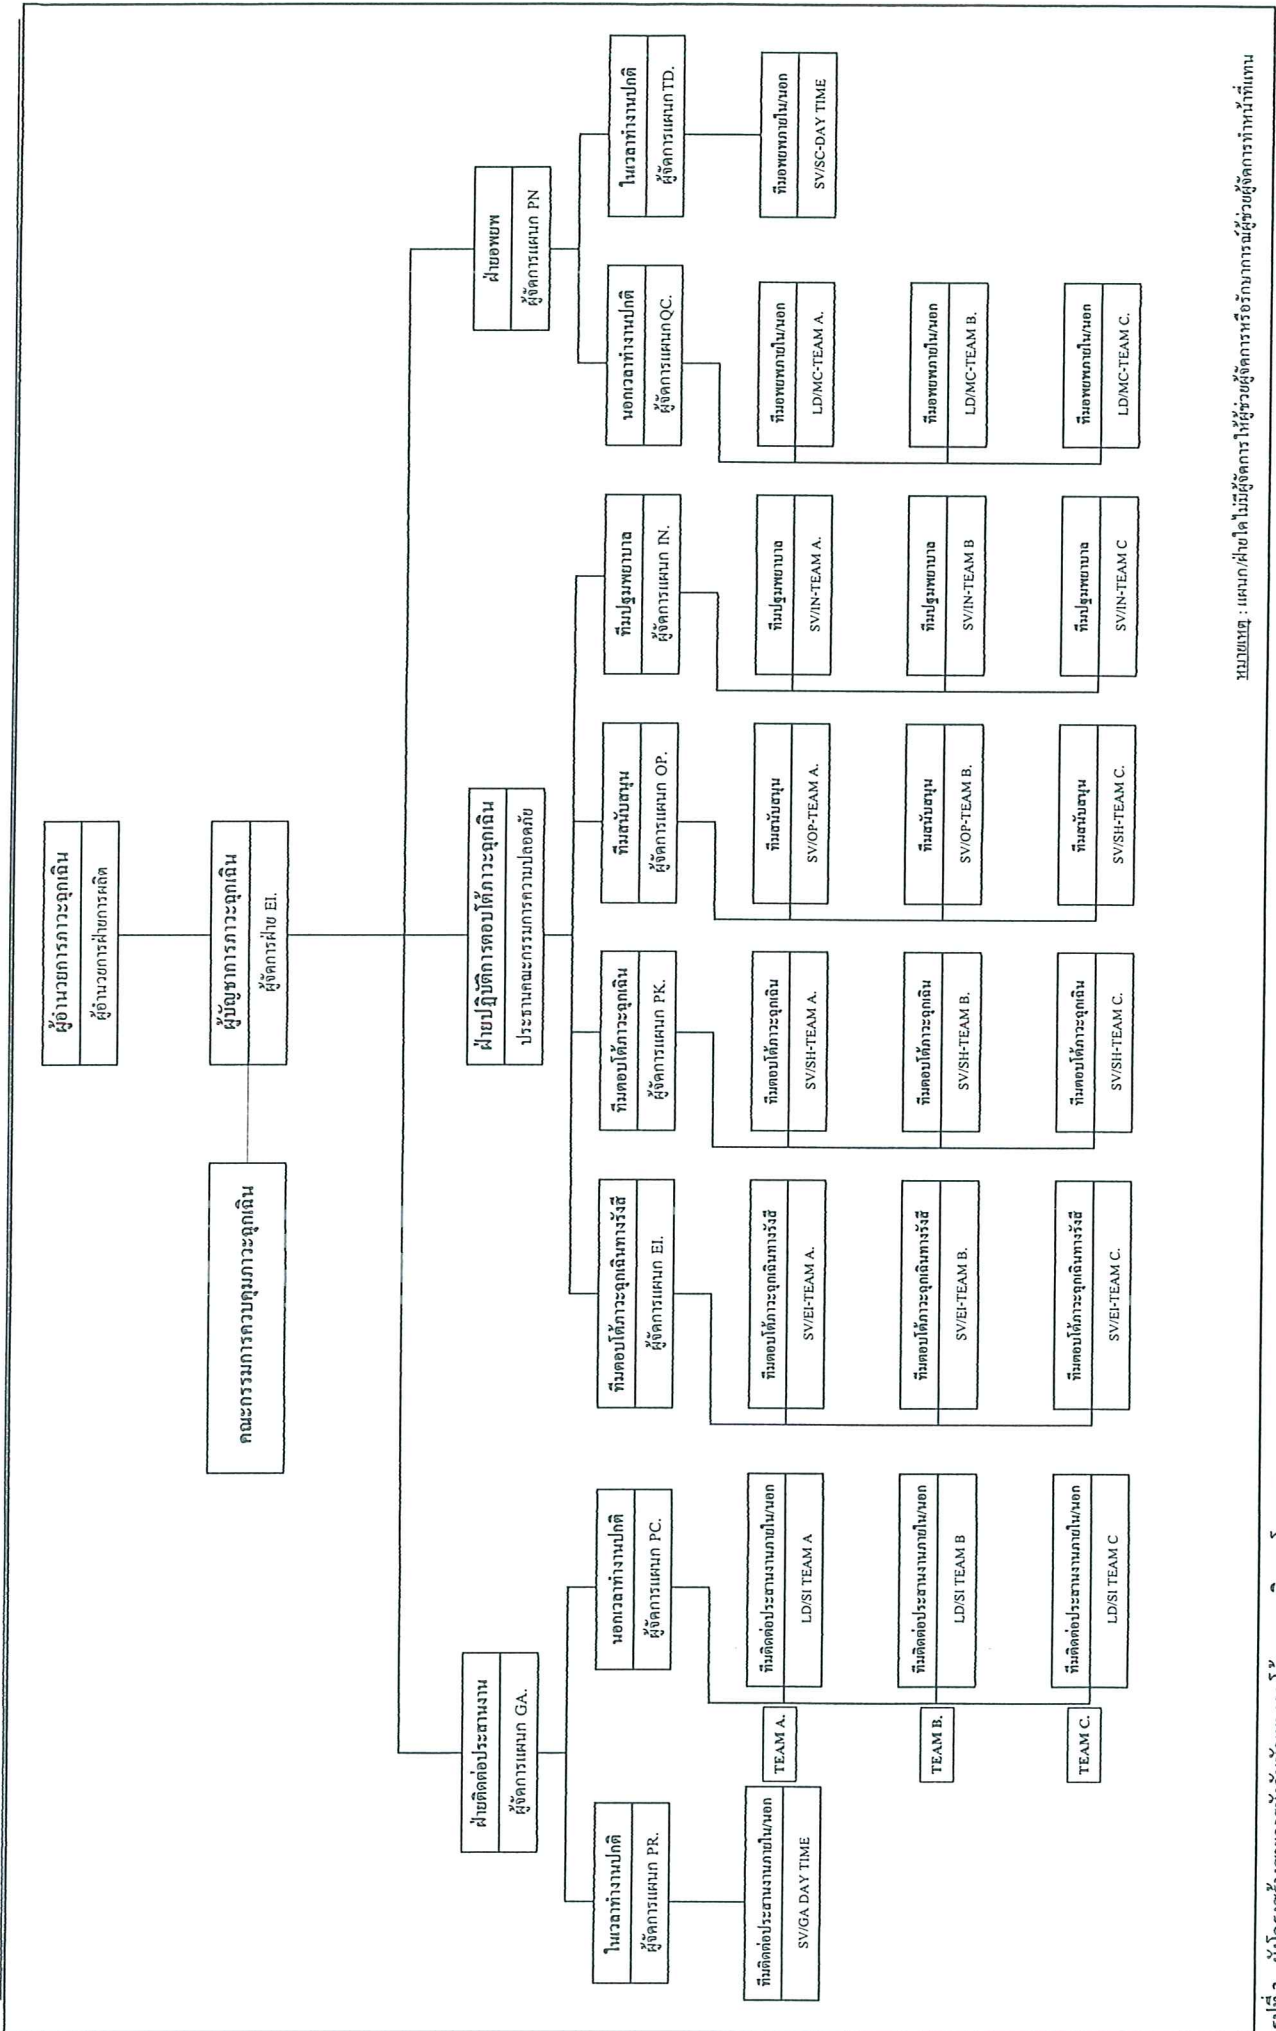 ผู้อำนวยการภาวะฉุกเฉิน
ผู้อำนวยการฝ่ายการผลิต
ผู้บัญชาการภาวะฉุกเฉิน
ผู้จัดการฝ่าย EI.
คณะกรรมการควบคุมภาวะฉุกเฉิน
ฝ่ายติดต่อประสานงาน
ผู้จัดการแผนก GA.
ฝ่ายปฏิบัติการตอบโต้ภาวะฉุกเฉิน
ประธานคณะกรรมการความปลอดภัย
ฝ่ายอพยพ
ผู้จัดการแผนก PN
ในเวลาทำงานปกติ
ผู้จัดการแผนก PR.
นอกเวลาทำงานปกติ
ผู้จัดการแผนก PC.
ทีมตอบโต้ภาวะฉุกเฉินทางรังสี
ผู้จัดการแผนก EI.
ทีมตอบโต้ภาวะฉุกเฉิน
ผู้จัดการแผนก PK.
ทีมสนับสนุน
ผู้จัดการแผนก OP.
ทีมปฐมพยาบาล
ผู้จัดการแผนก IN.
นอกเวลาทำงานปกติ
ผู้จัดการแผนกQC.
ในเวลาทำงานปกติ
ผู้จัดการแผนกTD.
ทีมติดต่อประสานงานภายใน/นอก
SV/GA DAY TIME
TEAM A.
ทีมติดต่อประสานงานภายใน/นอก
LD/SI TEAM A
ทีมตอบโต้ภาวะฉุกเฉินทางรังสี
SV/EI-TEAM A.
ทีมตอบโต้ภาวะฉุกเฉิน
SV/SH-TEAM A.
ทีมสนับสนุน
SV/OP-TEAM A.
ทีมปฐมพยาบาล
SV/IN-TEAM A.
ทีมอพยพภายใน/นอก
LD/MC-TEAM A.
ทีมอพยพภายใน/นอก
SV/SC-DAY TIME
TEAM B.
ทีมติดต่อประสานงานภายใน/นอก
LD/SI TEAM B
ทีมตอบโต้ภาวะฉุกเฉินทางรังสี
SV/EI-TEAM B.
ทีมตอบโต้ภาวะฉุกเฉิน
SV/SH-TEAM B.
ทีมสนับสนุน
SV/OP-TEAM B.
ทีมปฐมพยาบาล
SV/IN-TEAM B
ทีมอพยพภายใน/นอก
LD/MC-TEAM B.
TEAM C.
ทีมติดต่อประสานงานภายใน/นอก
LD/SI TEAM C
ทีมตอบโต้ภาวะฉุกเฉินทางรังสี
SV/EI-TEAM C.
ทีมตอบโต้ภาวะฉุกเฉิน
SV/SH-TEAM C.
ทีมสนับสนุน
SV/SH-TEAM C.
ทีมปฐมพยาบาล
SV/IN-TEAM C
ทีมอพยพภายใน/นอก
LD/MC-TEAM C.
หมายเหตุ : แผนก/ฝ่ายใดไม่มีผู้จัดการให้ผู้ช่วยผู้จัดการหรือรักษาการณ์ผู้ช่วยผู้จัดการทำหน้าที่แทน